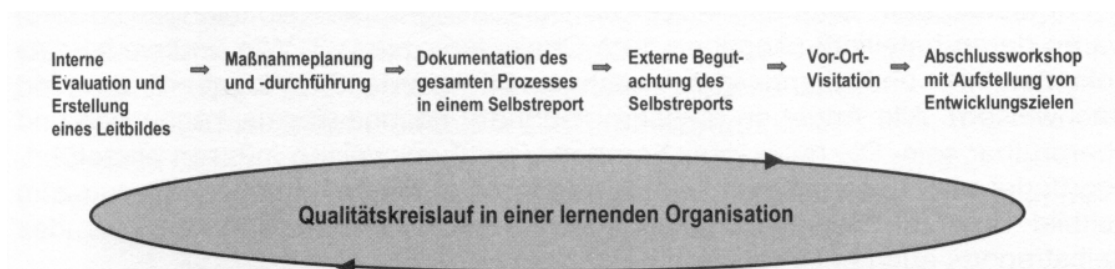 Interne
Evaluation und
Erstellung
eines Leitbildes
⇒
Maßnahmeplanung
und -durchführung
⇒
Dokumentation des
gesamten Prozesses
in einem Selbstreport
⇒
Externe Begut-
achtung des
Selbstreports
⇒
Vor-Ort-
Visitation
⇒
Abschlussworkshop
mit Aufstellung von
Entwicklungszielen
Qualitätskreislauf in einer lernenden Organisation